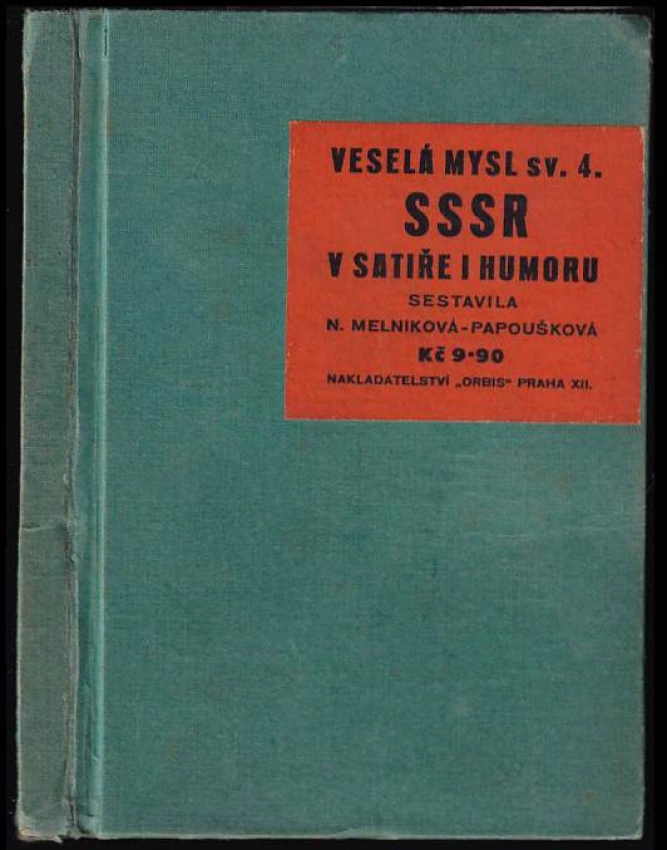 VESELÁ MYSL sv. 4.
SSSR
V SATIŘE I HUMORU
SESTAVILA
N. MELNIKOVÁ-PAPOUŠKOVÁ
Kč 9·90
NAKLADATELSTVÍ „ORBIS“ PRAHA XII.